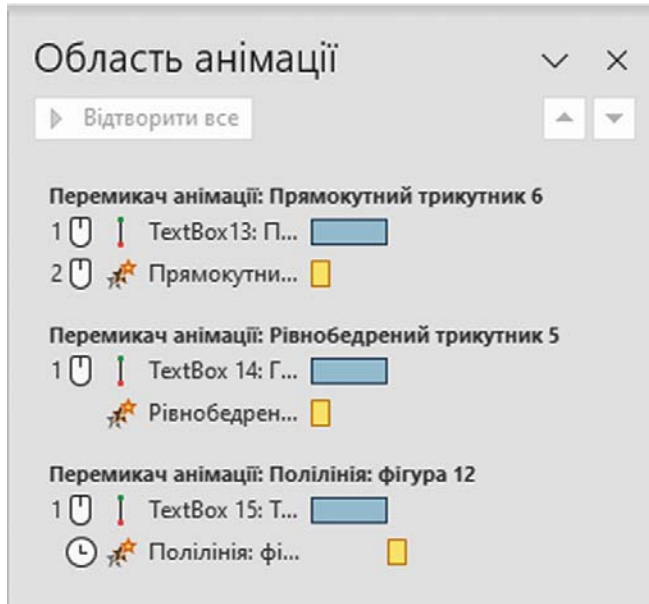 Область анімації
Відтворити все
Перемикач анімації: Прямокутний трикутник 6
1 TextBox13: П...
2 Прямокутни...
Перемикач анімації: Рівнобедрений трикутник 5
1 TextBox 14: Г...
Рівнобедрен...
Перемикач анімації: Полілінія: фігура 12
1 TextBox 15: Т...
Полілінія: фі...